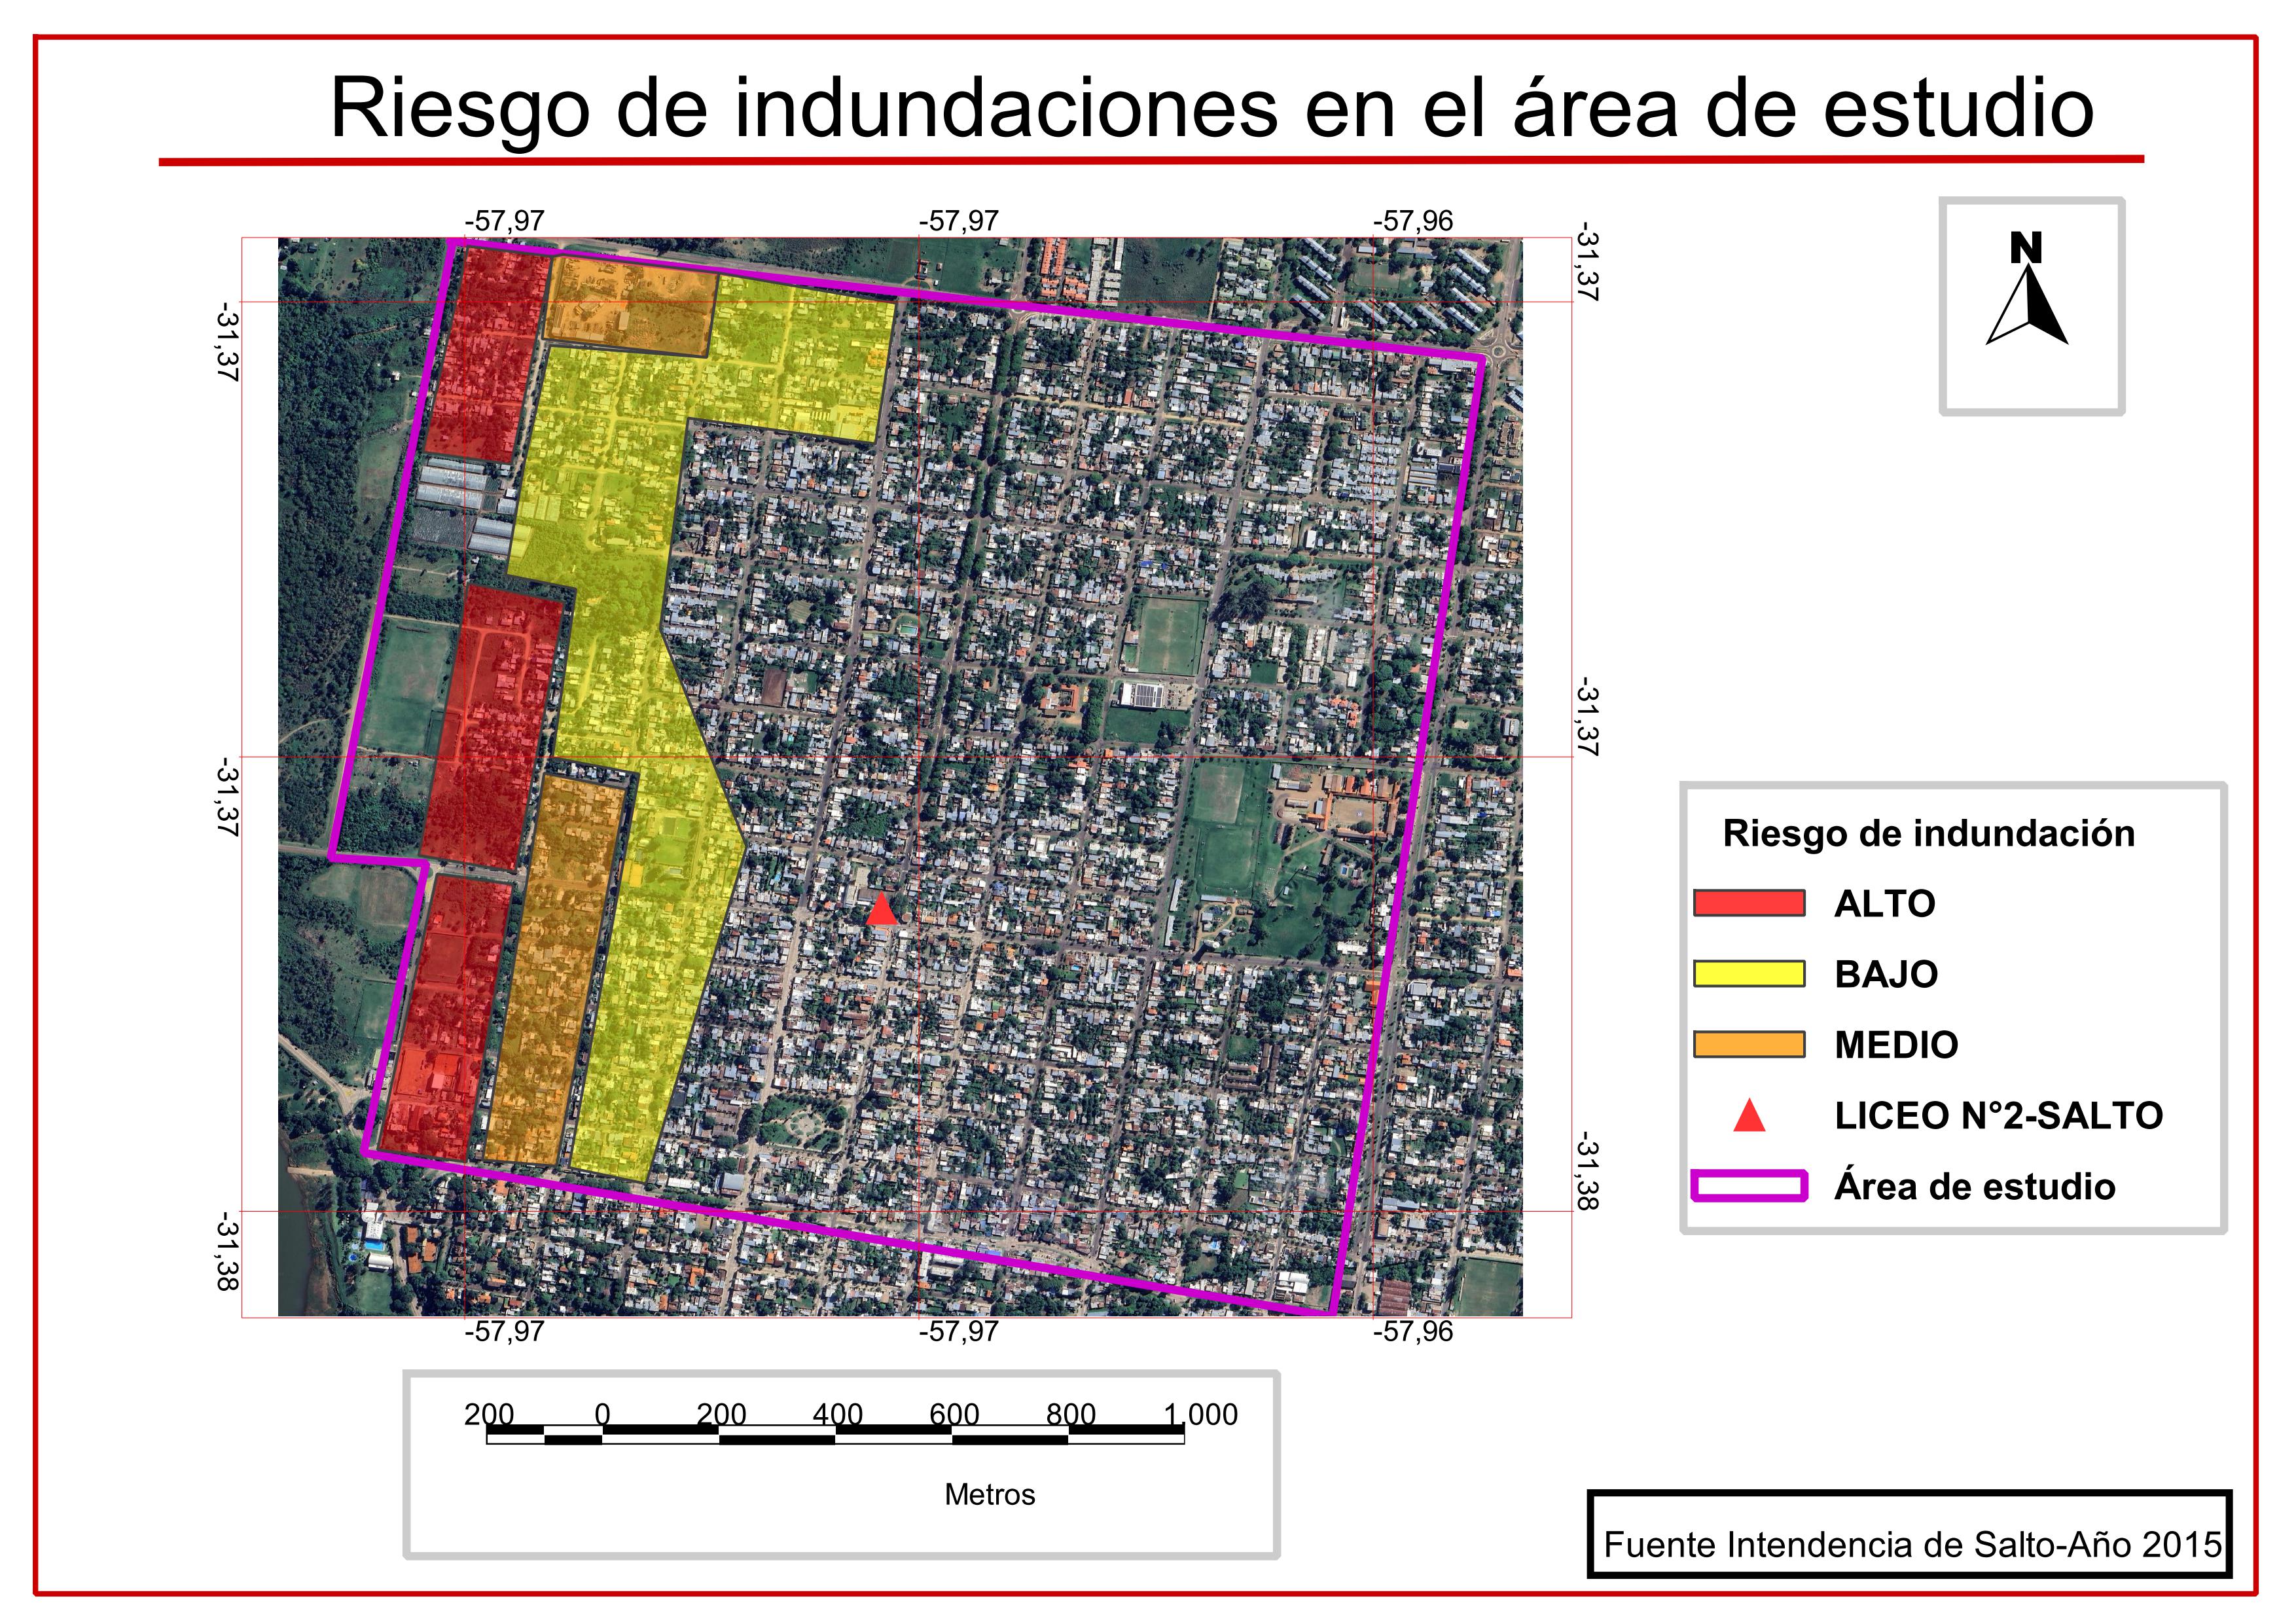 Riesgo de indundaciones en el área de estudio
-57,97
-57,97
-57,96
-31,37
-31,37
N
-31,37
-31,37
-31,38
-31,38
-57,97
-57,97
-57,96
Riesgo de indundación
ALTO
BAJO
MEDIO
LICEO N°2-SALTO
Área de estudio
200 0 200 400 600 800 1.000
Metros
Fuente Intendencia de Salto-Año 2015